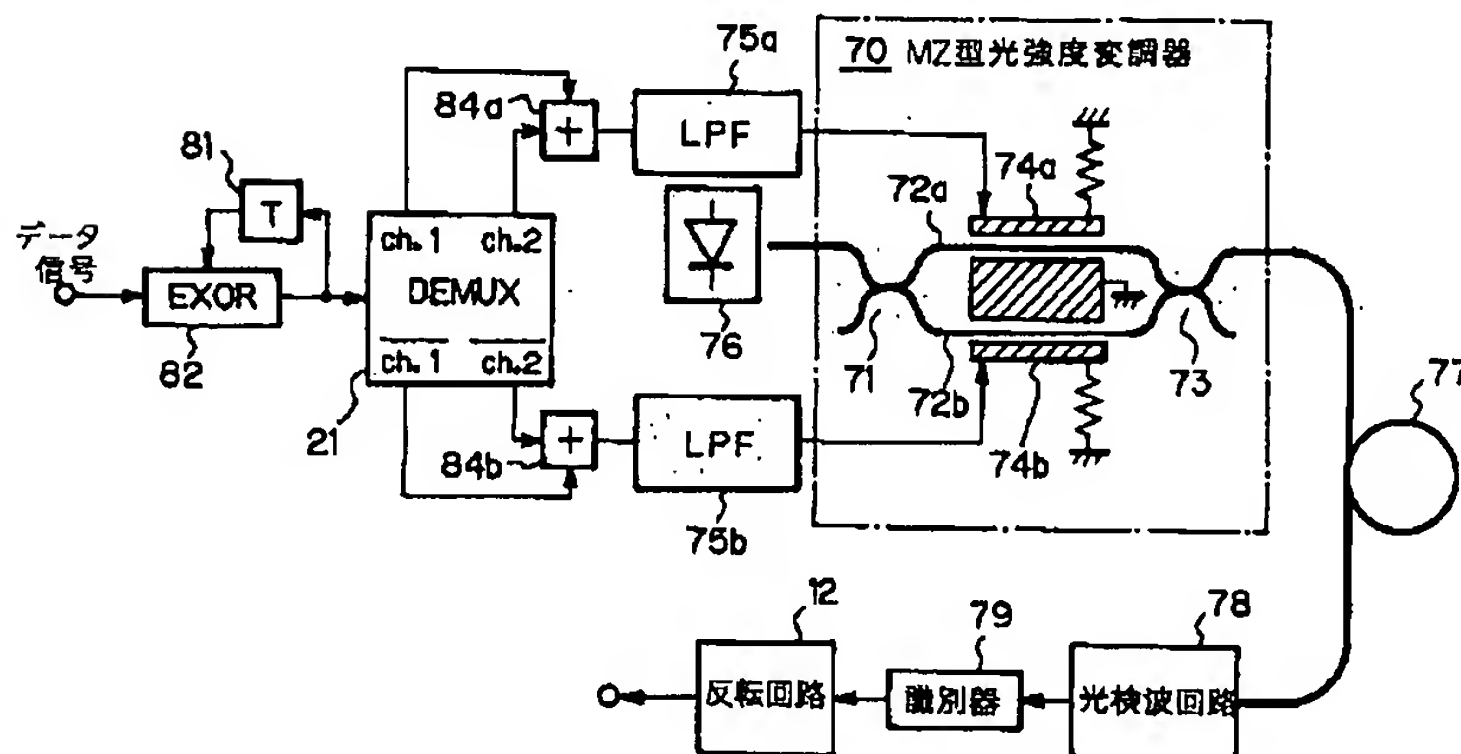 75a
70 MZ型光強度変調器
84a
+
LPF
81
T
74a
72a
データ
信号
ch.1 ch.2
DEMUX
EXOR
82
ch.1 ch.2
21
76
71
73
72b
74b
77
+
84b
LPF
75b
12
79
78
反転回路
識別器
光検波回路